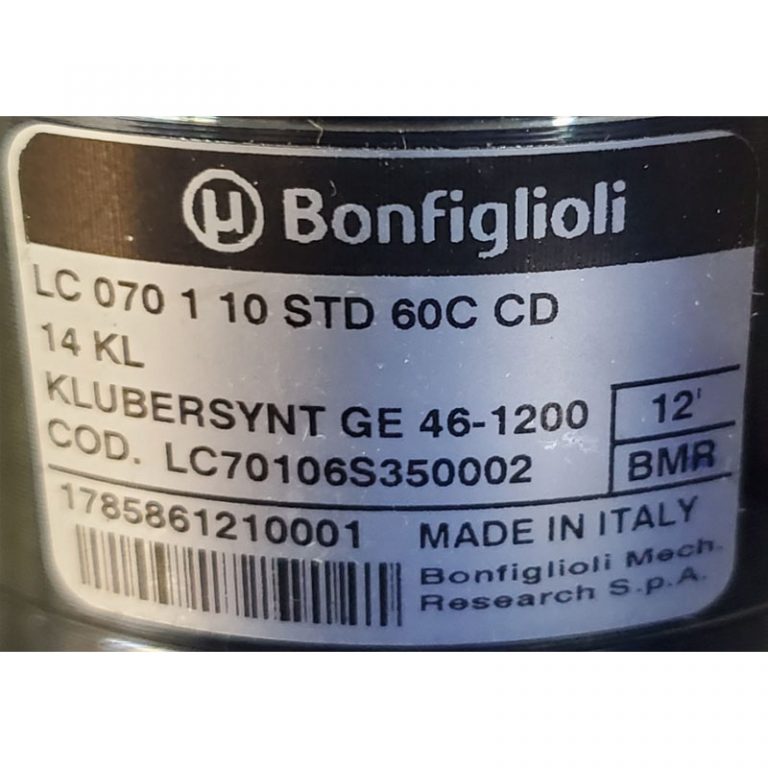 µ Bonfiglioli
LC 070 1 10 STD 60C CD
14 KL
KLUBERSYNT GE 46-1200
12'
COD. LC70106S350002
BMR
1785861210001
MADE IN ITALY
Bonfiglioli Mech.
Research S.p.A.